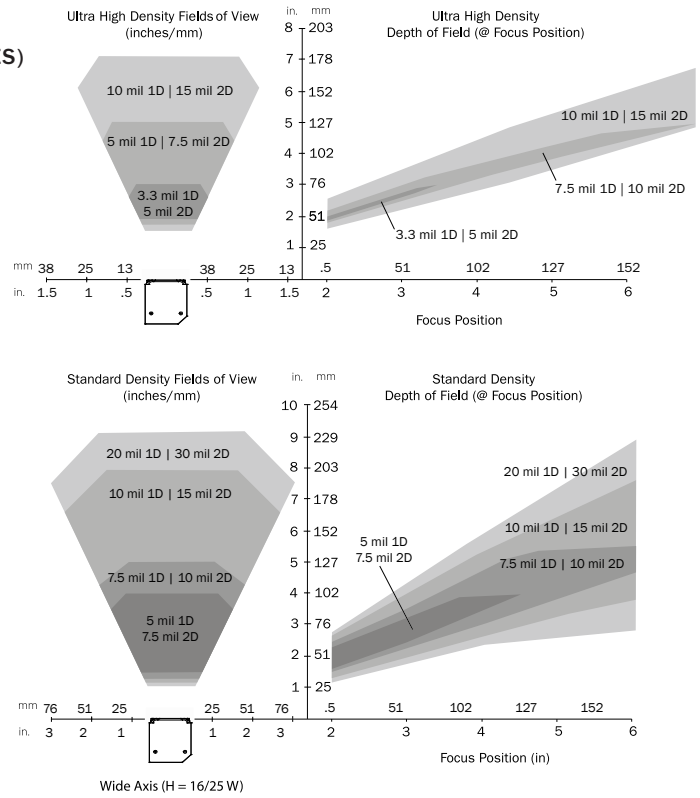 ES)
Ultra High Density Fields of View
(inches/mm)
in. mm
Ultra High Density
Depth of Field (@ Focus Position)
8 203
7 178
6 152
5 127
4 102
3 76
2 51
1 25
10 mil 1D | 15 mil 2D
5 mil 1D | 7.5 mil 2D
3.3 mil 1D
5 mil 2D
10 mil 1D | 15 mil 2D
7.5 mil 1D | 10 mil 2D
3.3 mil 1D | 5 mil 2D
mm 38 25 13 38 25 13 .5 51 102 127 152
in. 1.5 1 .5 .5 1 1.5 2 3 4 5 6
Focus Position
Standard Density Fields of View
(inches/mm)
in. mm
Standard Density
Depth of Field (@ Focus Position)
10 254
9 229
8 203
7 178
6 152
5 127
4 102
3 76
2 51
1 25
20 mil 1D | 30 mil 2D
10 mil 1D | 15 mil 2D
7.5 mil 1D | 10 mil 2D
5 mil 1D
7.5 mil 2D
20 mil 1D | 30 mil 2D
10 mil 1D | 15 mil 2D
7.5 mil 1D | 10 mil 2D
5 mil 1D
7.5 mil 2D
mm 76 51 25 25 51 76 .5 51 102 127 152
in. 3 2 1 1 2 3 2 3 4 5 6
Focus Position (in)
Wide Axis (H = 16/25 W)